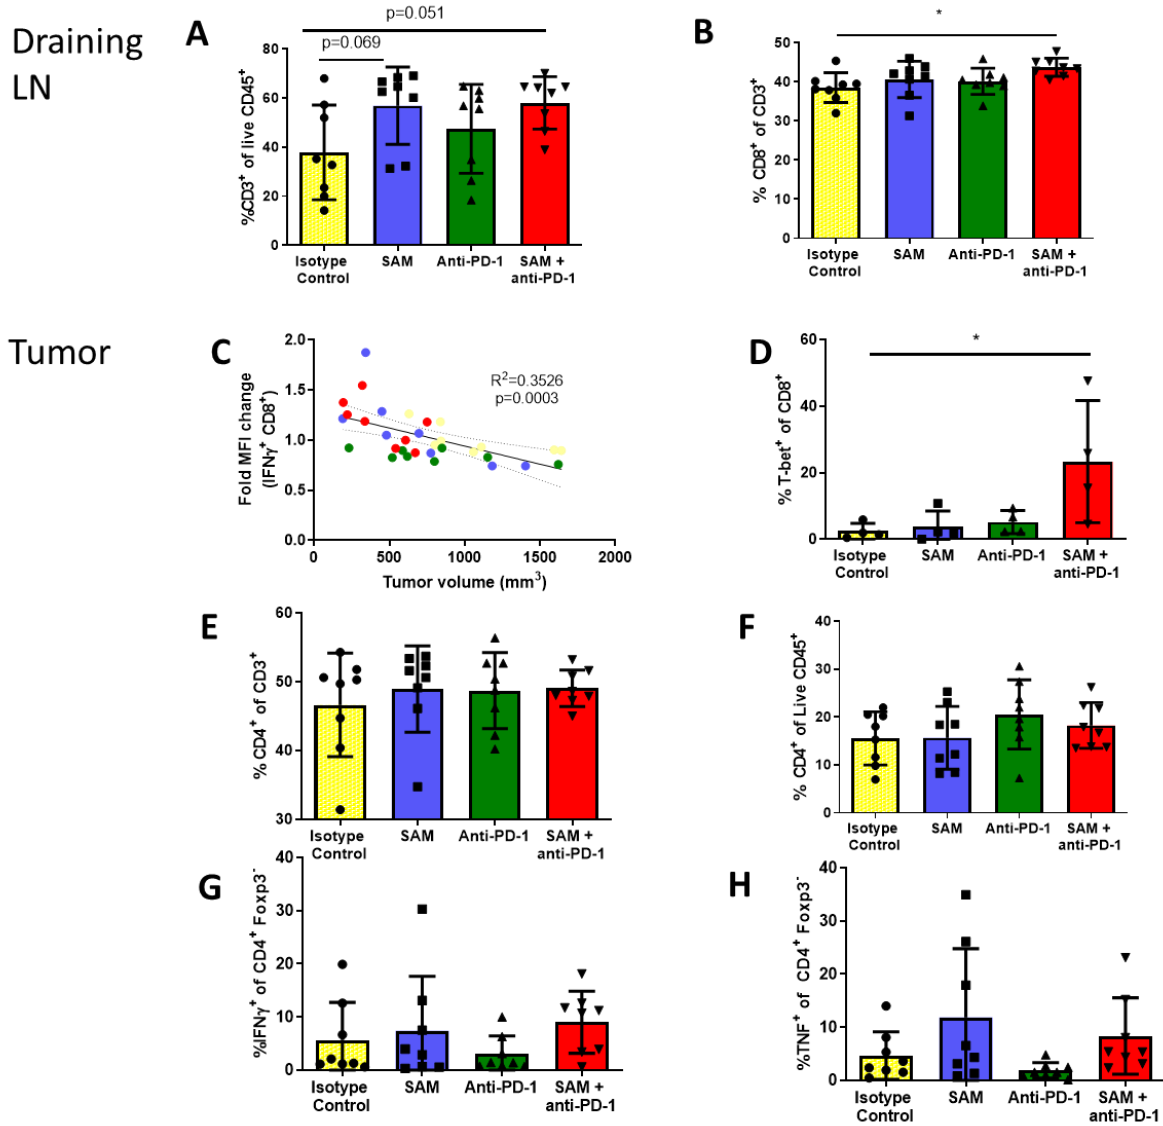 Draining
LN
A
p=0.051
p=0.069
%CD3⁺ of live CD45⁺
80
60
40
20
0
Isotype
Control
SAM
Anti-PD-1
SAM +
anti-PD-1
B
*
% CD8⁺ of CD3⁺
50
40
30
20
10
0
Isotype
Control
SAM
Anti-PD-1
SAM +
anti-PD-1
Tumor
C
Fold MFI change
(IFNγ⁺ CD8⁺)
2.0
1.5
1.0
0.5
0.0
R²=0.3526
p=0.0003
0
500
1000
1500
2000
Tumor volume (mm³)
D
*
% T-bet⁺ of CD8⁺
60
40
20
0
Isotype
Control
SAM
Anti-PD-1
SAM +
anti-PD-1
E
% CD4⁺ of CD3⁺
60
50
40
30
Isotype
Control
SAM
Anti-PD-1
SAM +
anti-PD-1
F
% CD4⁺ of Live CD45⁺
40
30
20
10
0
Isotype
Control
SAM
Anti-PD-1
SAM +
anti-PD-1
G
%IFNγ⁺ of CD4⁺ Foxp3⁻
40
30
20
10
0
Isotype
Control
SAM
Anti-PD-1
SAM +
anti-PD-1
H
%TNF⁺ of CD4⁺ Foxp3⁻
40
30
20
10
0
Isotype
Control
SAM
Anti-PD-1
SAM +
anti-PD-1